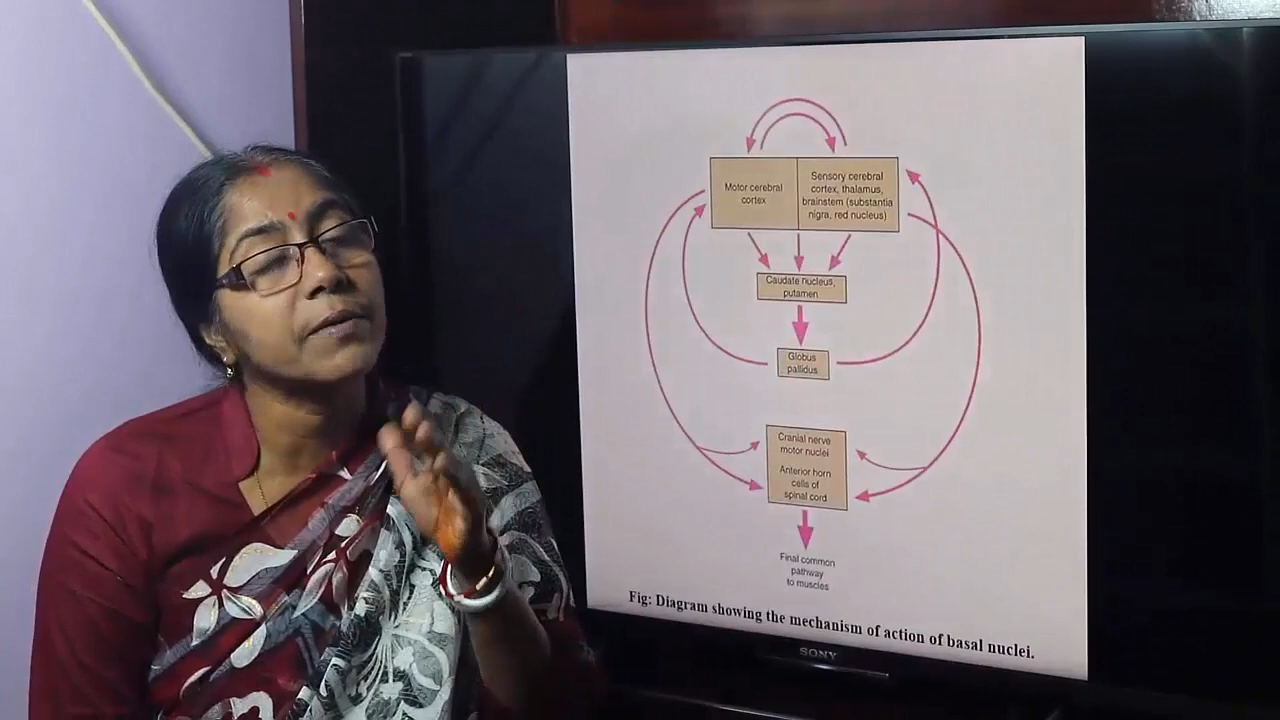 Motor cerebral
cortex
Sensory cerebral
cortex, thalamus,
brainstem (substantia
nigra, red nucleus)
Caudate nucleus,
putamen
Globus
pallidus
Cranial nerve
motor nuclei
Anterior horn
cells of
spinal cord
Final common
pathway
to muscles
Fig: Diagram showing the mechanism of action of basal nuclei.
SONY